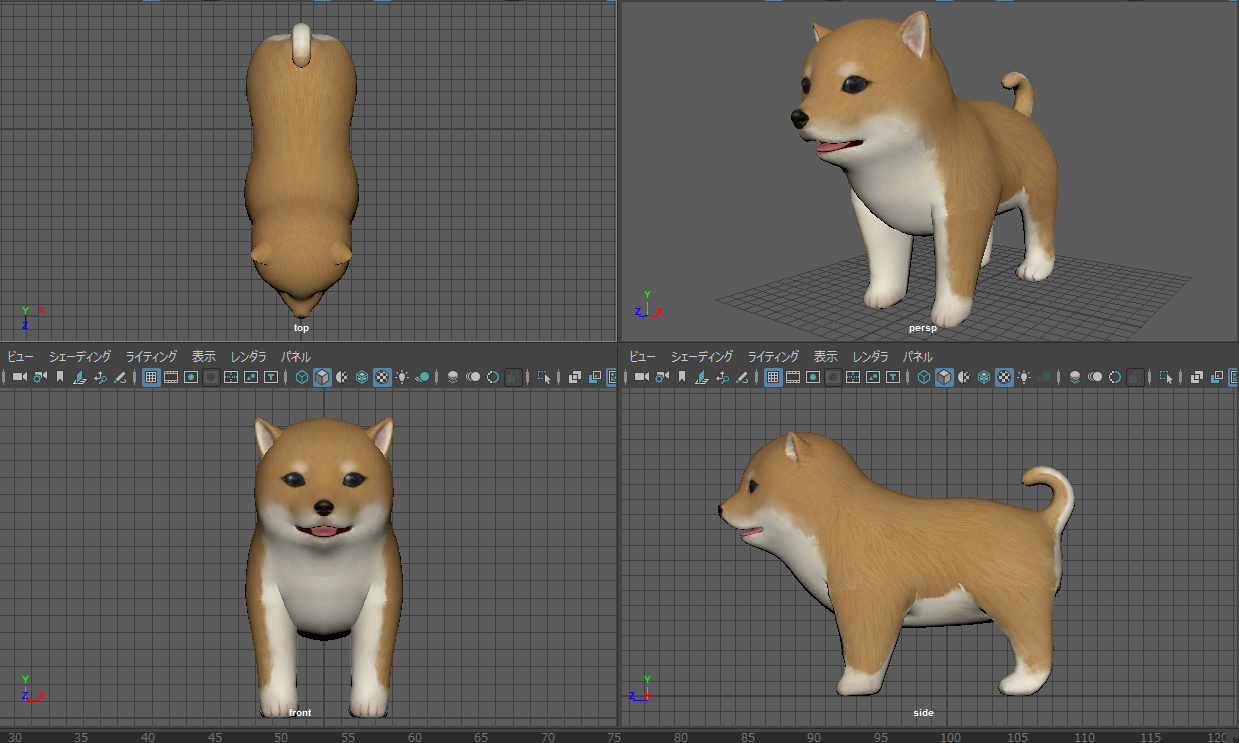 Y X
Z
top
Y
Z X
persp
ビュー シェーディング ライティング 表示 レンダラ パネル
ビュー シェーディング ライティング 表示 レンダラ パネル
Y
Z X
front
Y
Z X
side
30 35 40 45 50 55 60 65 70 75 80 85 90 95 100 105 110 115 120